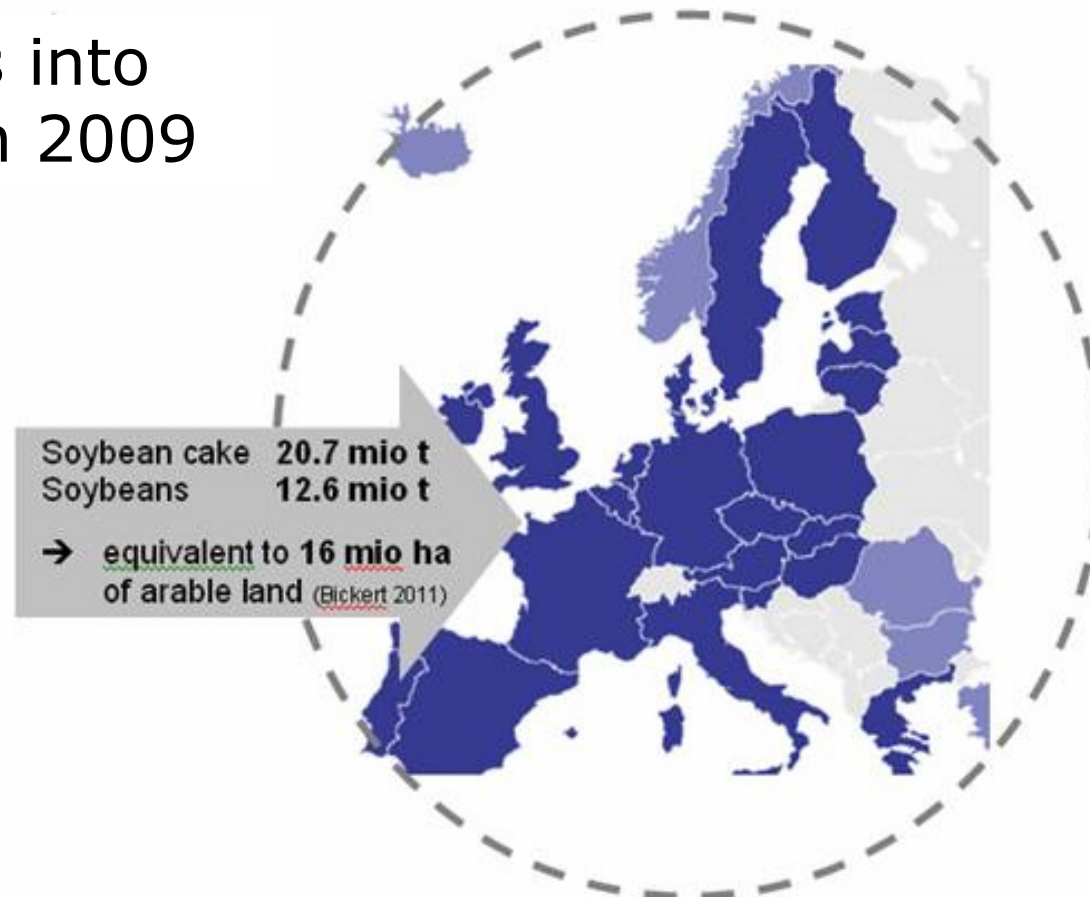 into
2009
Soybean cake 20.7 mio t
Soybeans 12.6 mio t
➔ equivalent to 16 mio ha
of arable land (Bickert 2011)